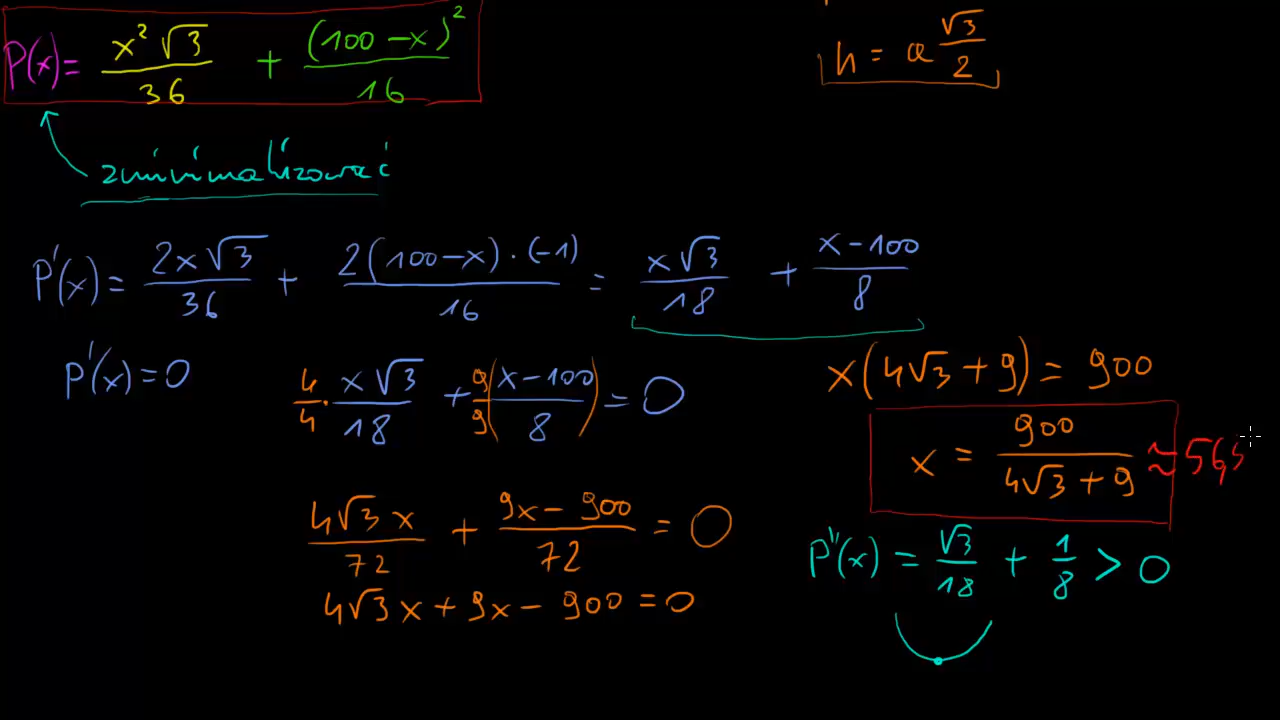 P(x) = x²√3/36 + (100 - x)²/16
h = a √3/2
zminimalizować
P'(x) = 2x√3/36 + 2(100-x)·(-1)/16 = x√3/18 + x-100/8
P'(x) = 0
4/4 · x√3/18 + 9/9 (x-100/8) = 0
4√3x/72 + 9x - 900/72 = 0
4√3x + 9x - 900 = 0
x(4√3 + 9) = 900
x = 900/4√3 + 9 ≈ 56,5
P''(x) = √3/18 + 1/8 > 0